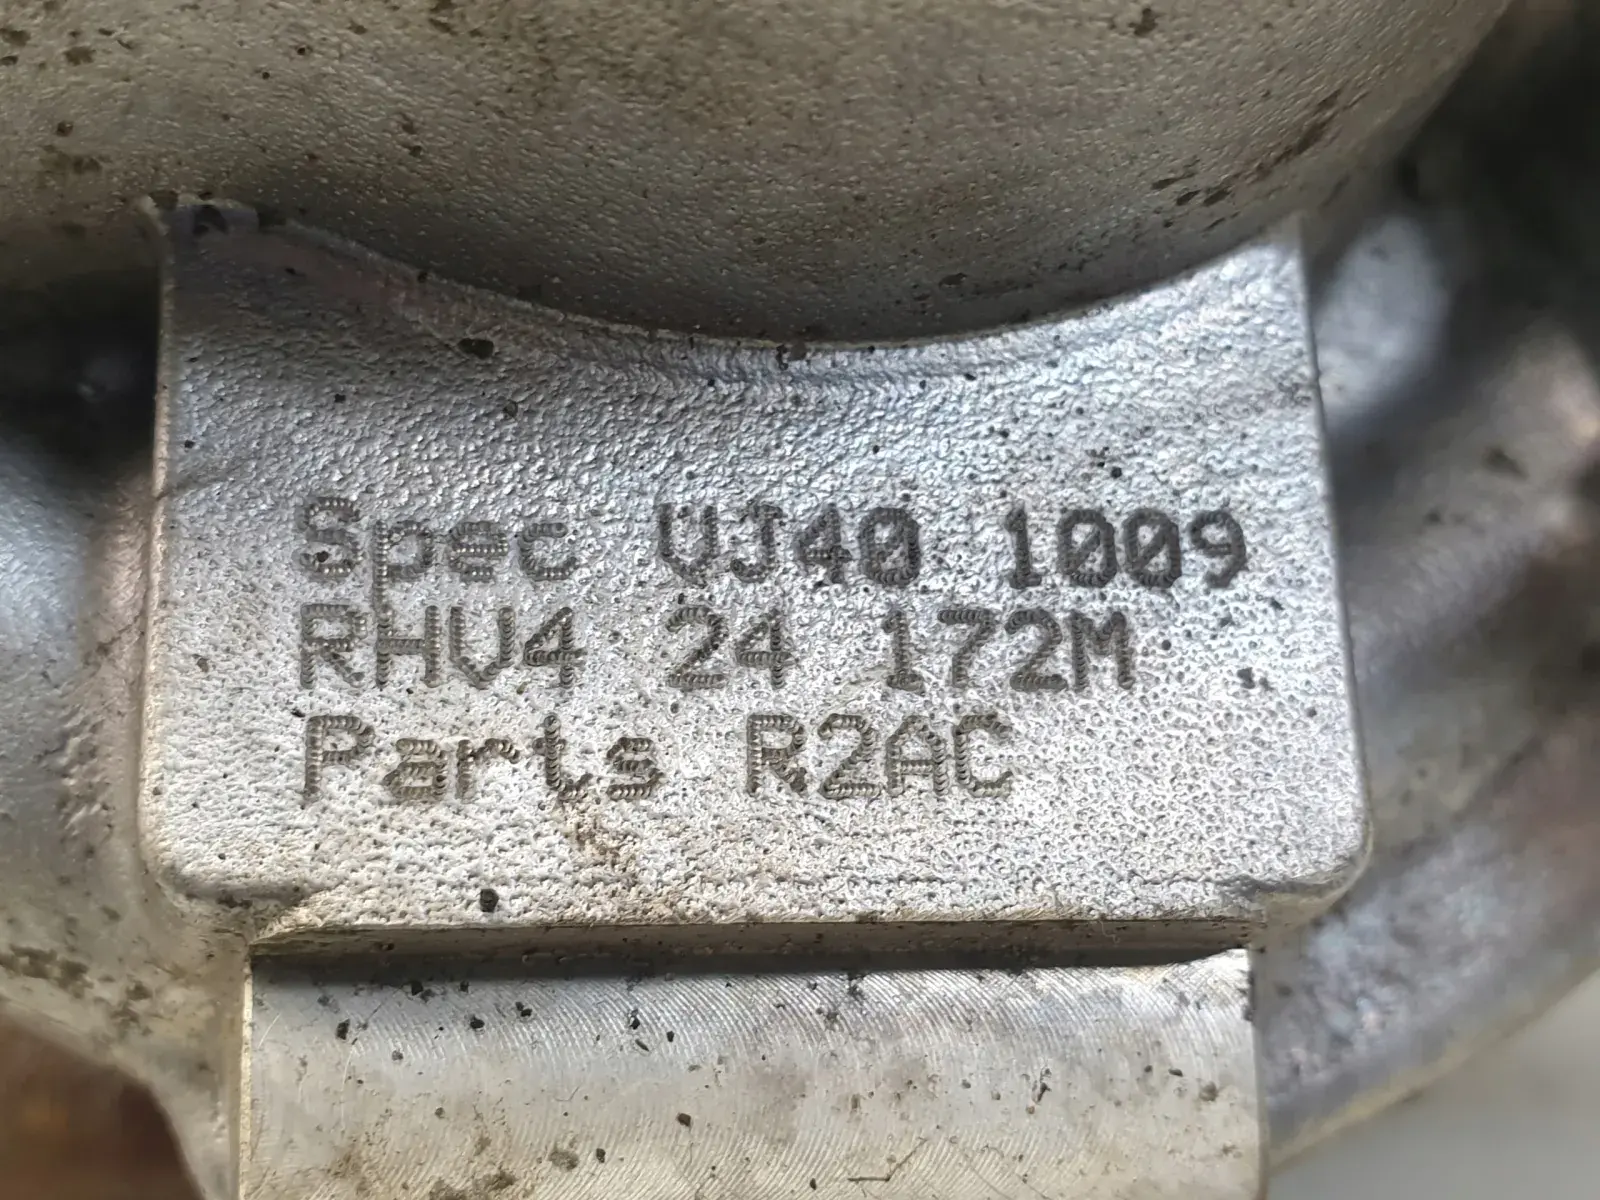 Spec VJ40 1009
RHV4 24 172M
Parts R2AC